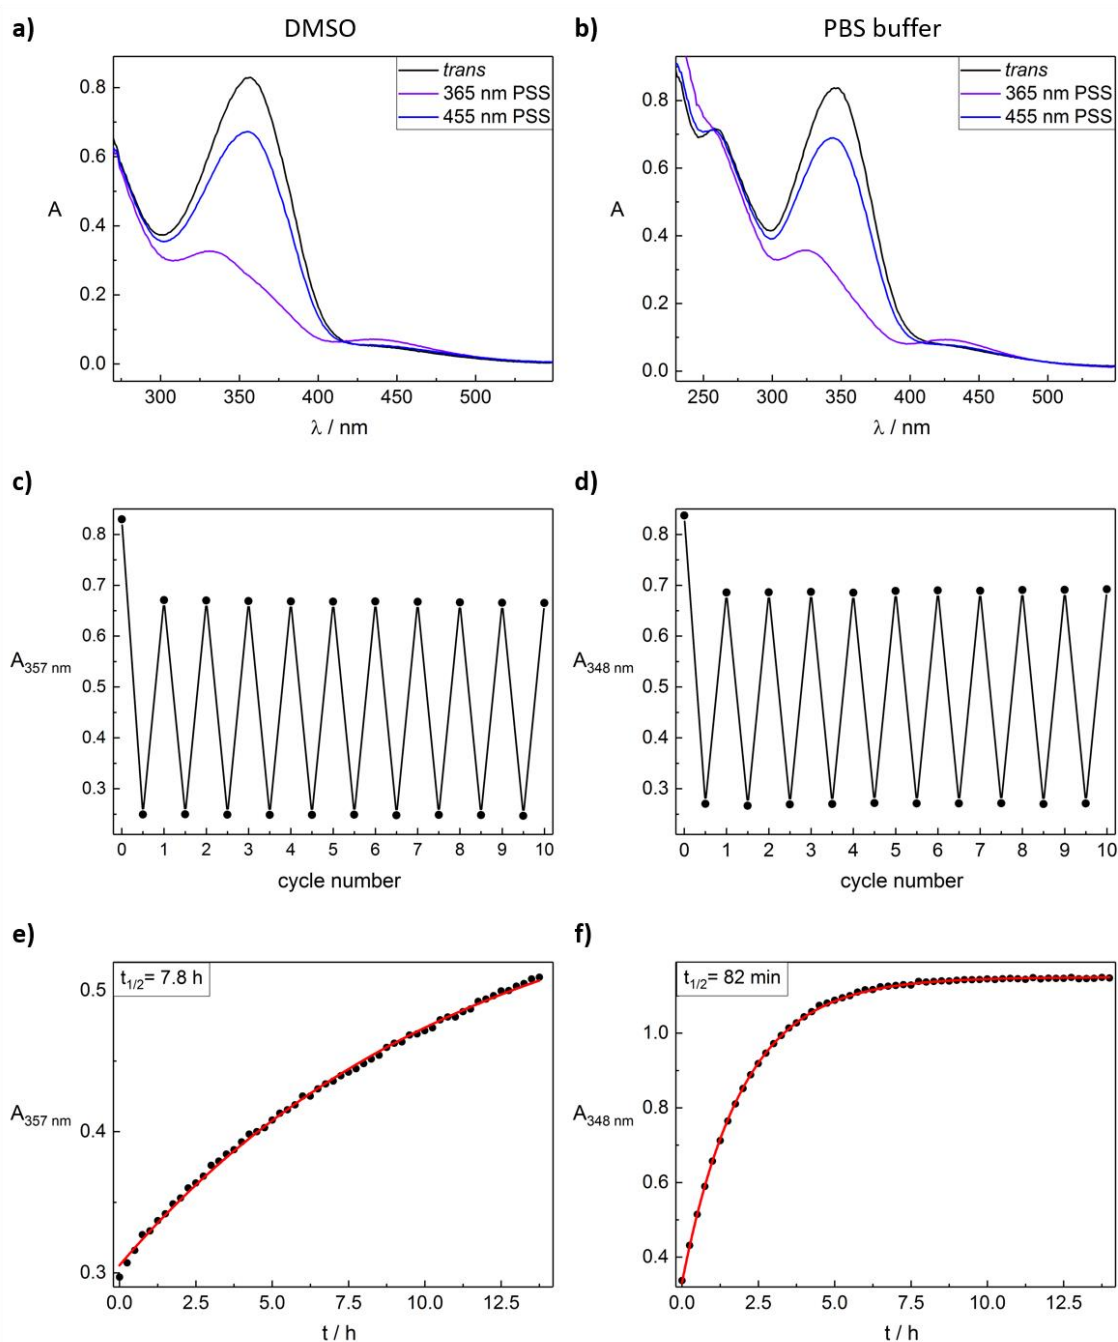 a)
DMSO
b)
PBS buffer
trans
365 nm PSS
455 nm PSS
0.8
0.6
A
0.4
0.2
0.0
300
350
400
450
500
λ / nm
trans
365 nm PSS
455 nm PSS
0.8
0.6
A
0.4
0.2
0.0
250
300
350
400
450
500
λ / nm
c)
0.8
0.7
0.6
A357 nm
0.5
0.4
0.3
0 1 2 3 4 5 6 7 8 9 10
cycle number
d)
0.8
0.7
0.6
A348 nm
0.5
0.4
0.3
0 1 2 3 4 5 6 7 8 9 10
cycle number
e)
t1/2= 7.8 h
0.5
A357 nm
0.4
0.3
0.0 2.5 5.0 7.5 10.0 12.5
t / h
f)
t1/2= 82 min
1.0
A348 nm
0.8
0.6
0.4
0.0 2.5 5.0 7.5 10.0 12.5
t / h